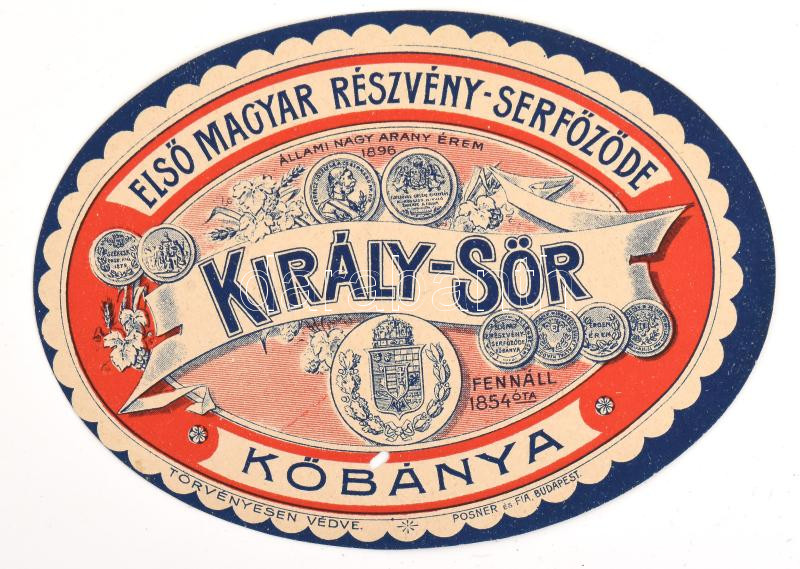 ELSŐ MAGYAR RÉSZVÉNY-SERFŐZŐDE
ÁLLAMI NAGY ARANY ÉREM
1896
KIRÁLY-SÖR
FENNÁLL
1854 ÓTA
KŐBÁNYA
TÖRVÉNYESEN VÉDVE.
POSNER és FIA, BUDAPEST.